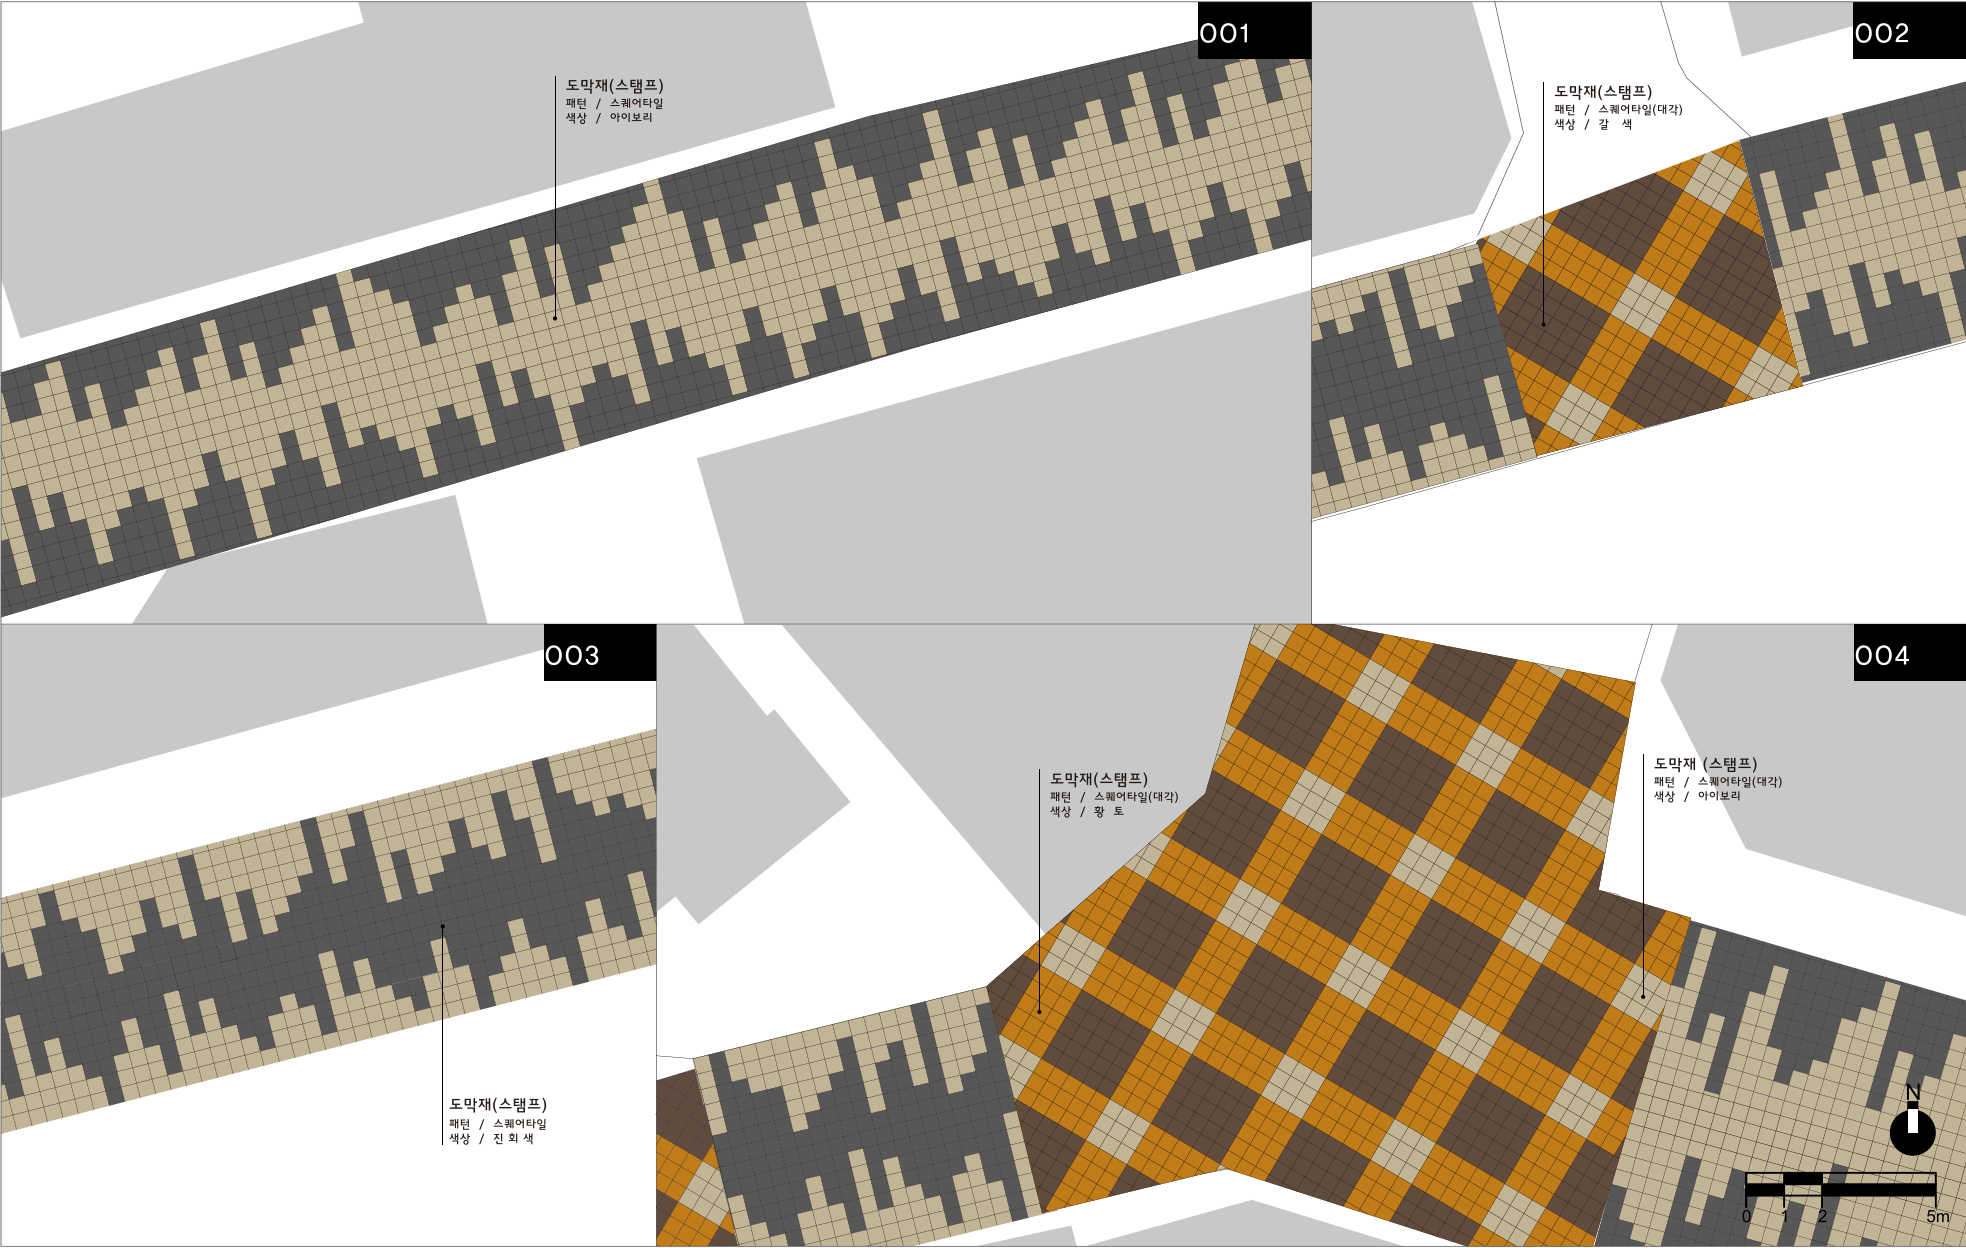 001
도막재(스탬프)
패턴 / 스퀘어타일
색상 / 아이보리
002
도막재(스탬프)
패턴 / 스퀘어타일(대각)
색상 / 갈 색
003
도막재(스탬프)
패턴 / 스퀘어타일
색상 / 진 회 색
004
도막재(스탬프)
패턴 / 스퀘어타일(대각)
색상 / 황 토
도막재 (스탬프)
패턴 / 스퀘어타일(대각)
색상 / 아이보리
N
0 1 2 5m